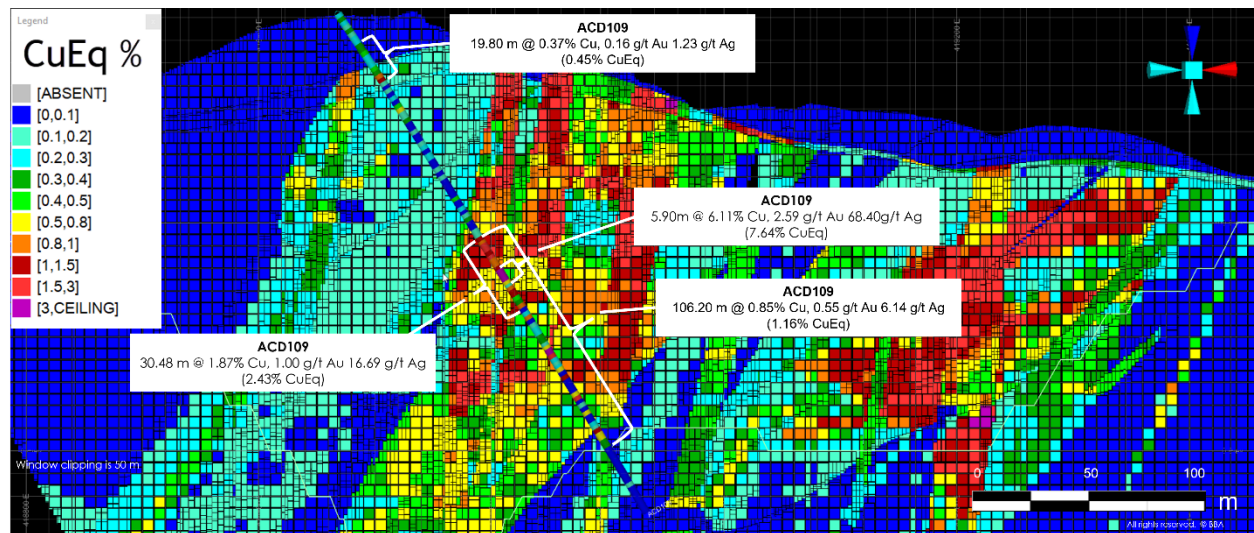 Legend
CuEq %
[ABSENT]
[0,0.1]
[0.1,0.2]
[0.2,0.3]
[0.3,0.4]
[0.4,0.5]
[0.5,0.8]
[0.8,1]
[1,1.5]
[1.5,3]
[3,CEILING]
ACD109
19.80 m @ 0.37% Cu, 0.16 g/t Au 1.23 g/t Ag
(0.45% CuEq)
419200 E
ACD109
5.90m @ 6.11% Cu, 2.59 g/t Au 68.40g/t Ag
(7.64% CuEq)
ACD109
106.20 m @ 0.85% Cu, 0.55 g/t Au 6.14 g/t Ag
(1.16% CuEq)
ACD109
30.48 m @ 1.87% Cu, 1.00 g/t Au 16.69 g/t Ag
(2.43% CuEq)
Window clipping is 50 m
418800 E
0 50 100
m
All rights reserved. © BBA